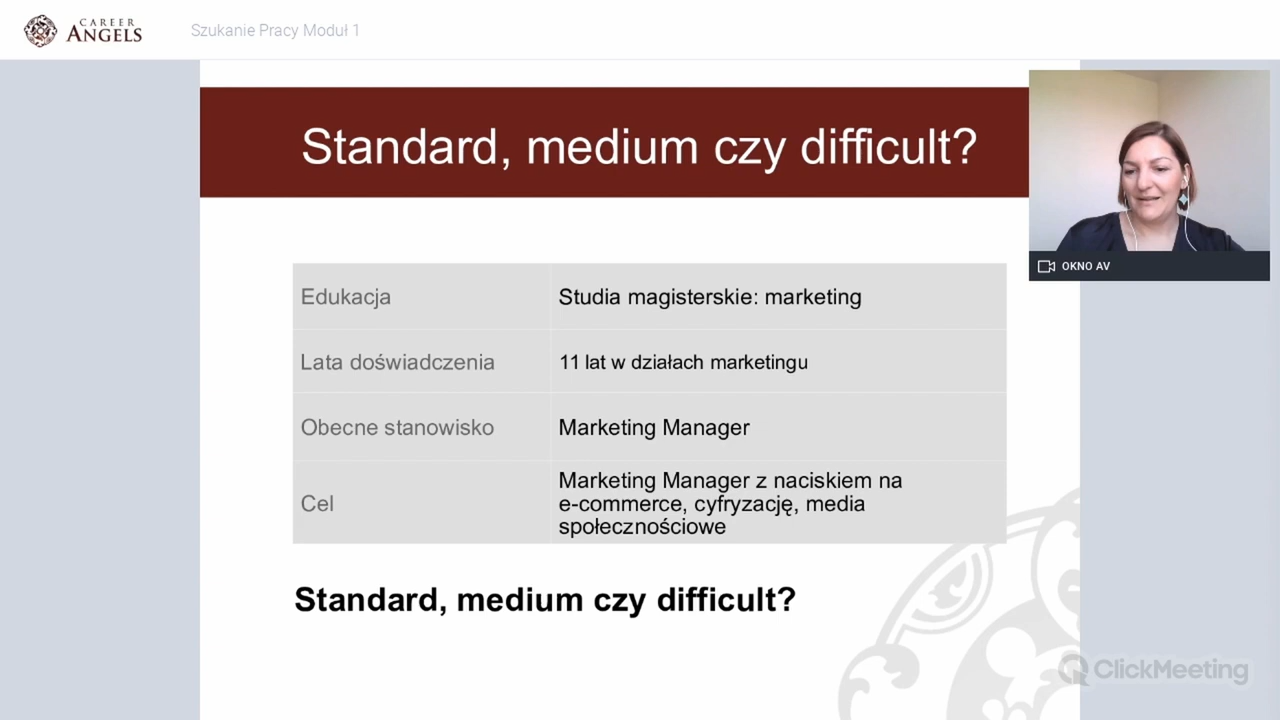 CAREER
ANGELS
Szukanie Pracy Moduł 1
Standard, medium czy difficult?
OKNO AV
Edukacja
Studia magisterskie: marketing
Lata doświadczenia
11 lat w działach marketingu
Obecne stanowisko
Marketing Manager
Cel
Marketing Manager z naciskiem na
e-commerce, cyfryzację, media
społecznościowe
Standard, medium czy difficult?
ClickMeeting